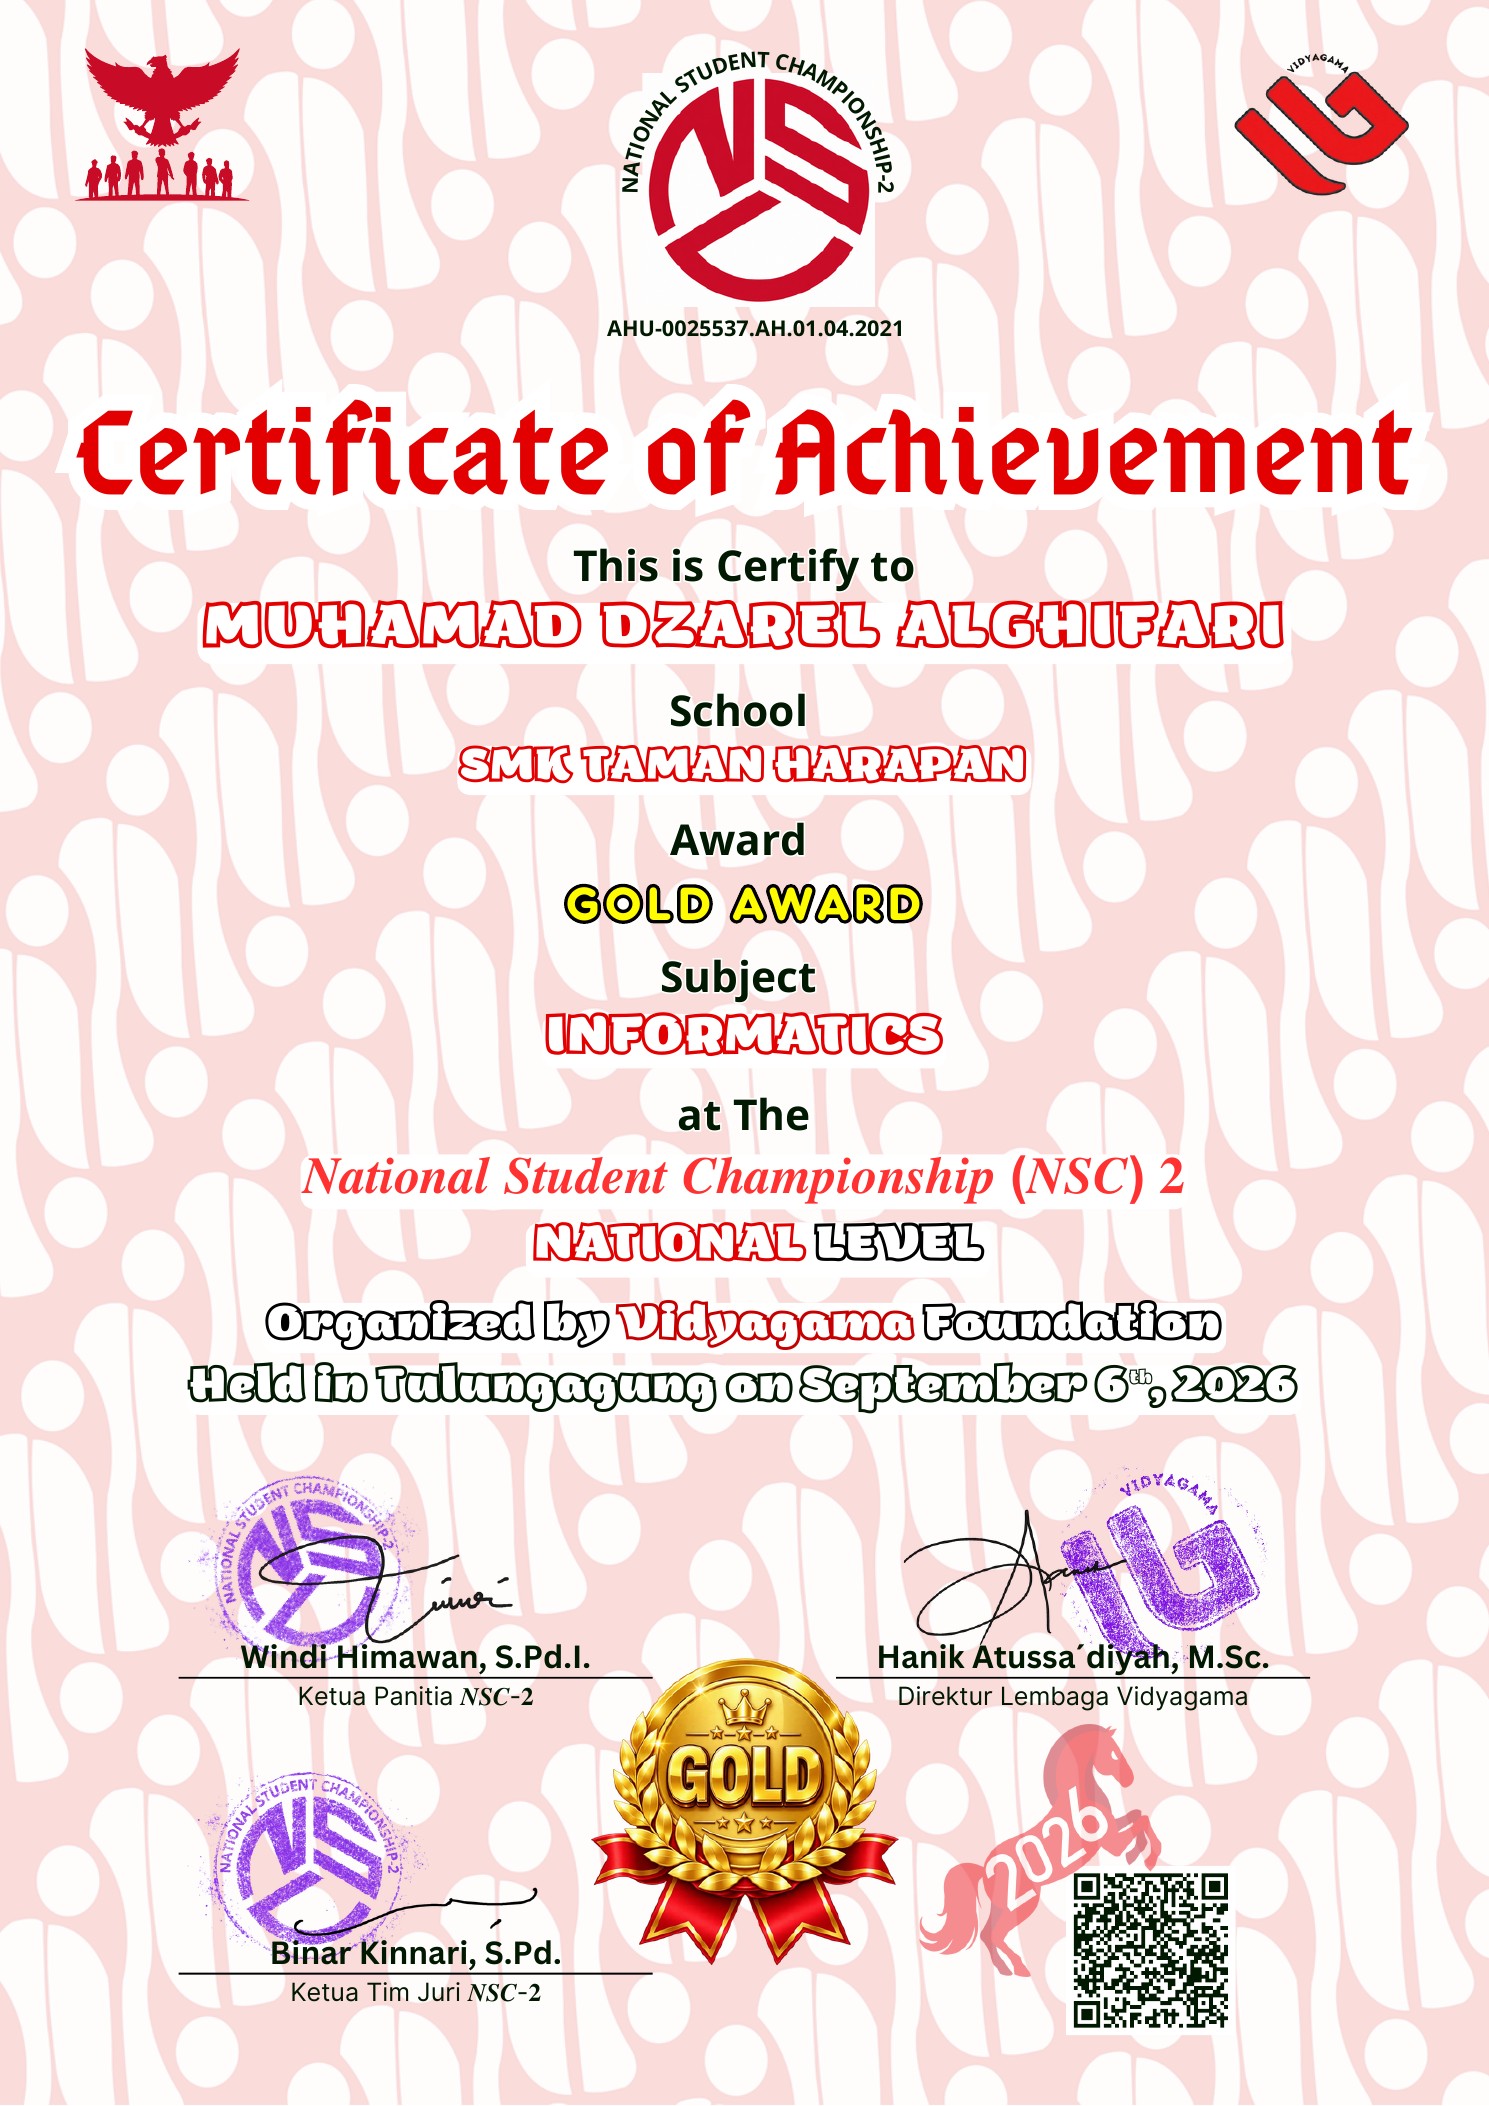 NATIONAL STUDENT CHAMPIONSHIP-2
VIDYAGAMA
AHU-0025537.AH.01.04.2021
Certificate of Achievement
This is Certify to
MUHAMAD DZAREL ALGHIFARI
School
SMK TAMAN HARAPAN
Award
GOLD AWARD
Subject
INFORMATICS
at The
National Student Championship (NSC) 2
NATIONAL LEVEL
Organized by Vidyagama Foundation
Held in Tulungagung on September 6th, 2026
NATIONAL STUDENT CHAMPIONSHIP-2
VIDYAGAMA
Windi Himawan, S.Pd.I.
Ketua Panitia NSC-2
Hanik Atussa´diyah, M.Sc.
Direktur Lembaga Vidyagama
GOLD
2026
NATIONAL STUDENT CHAMPIONSHIP-2
Binar Kinnari, S.Pd.
Ketua Tim Juri NSC-2